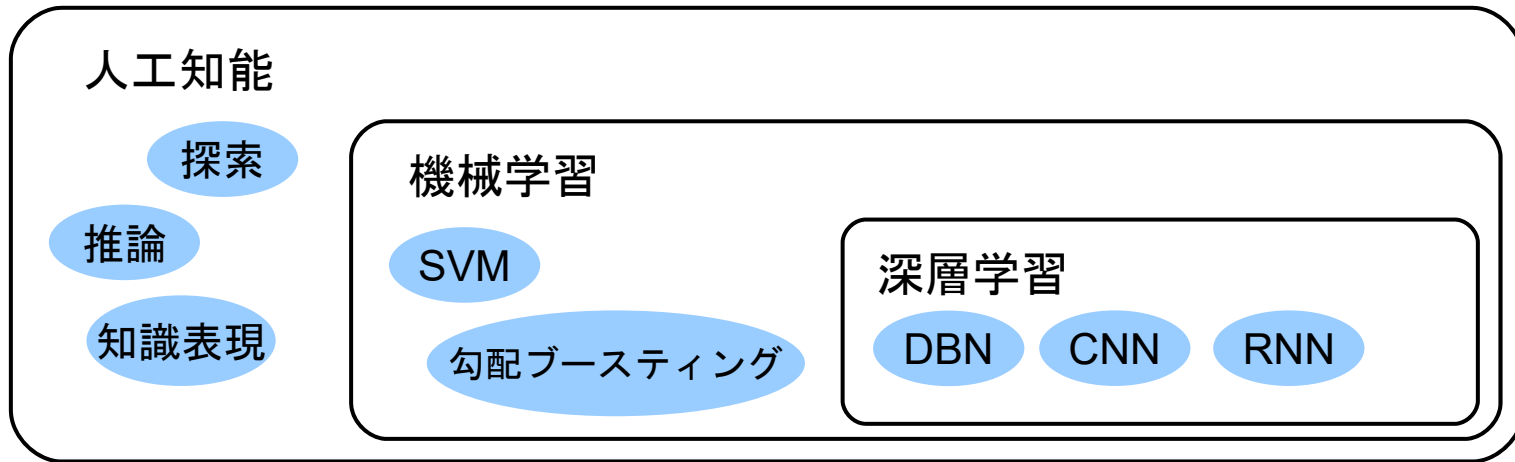 人工知能
探索
推論
知識表現
機械学習
SVM
勾配ブースティング
深層学習
DBN
CNN
RNN